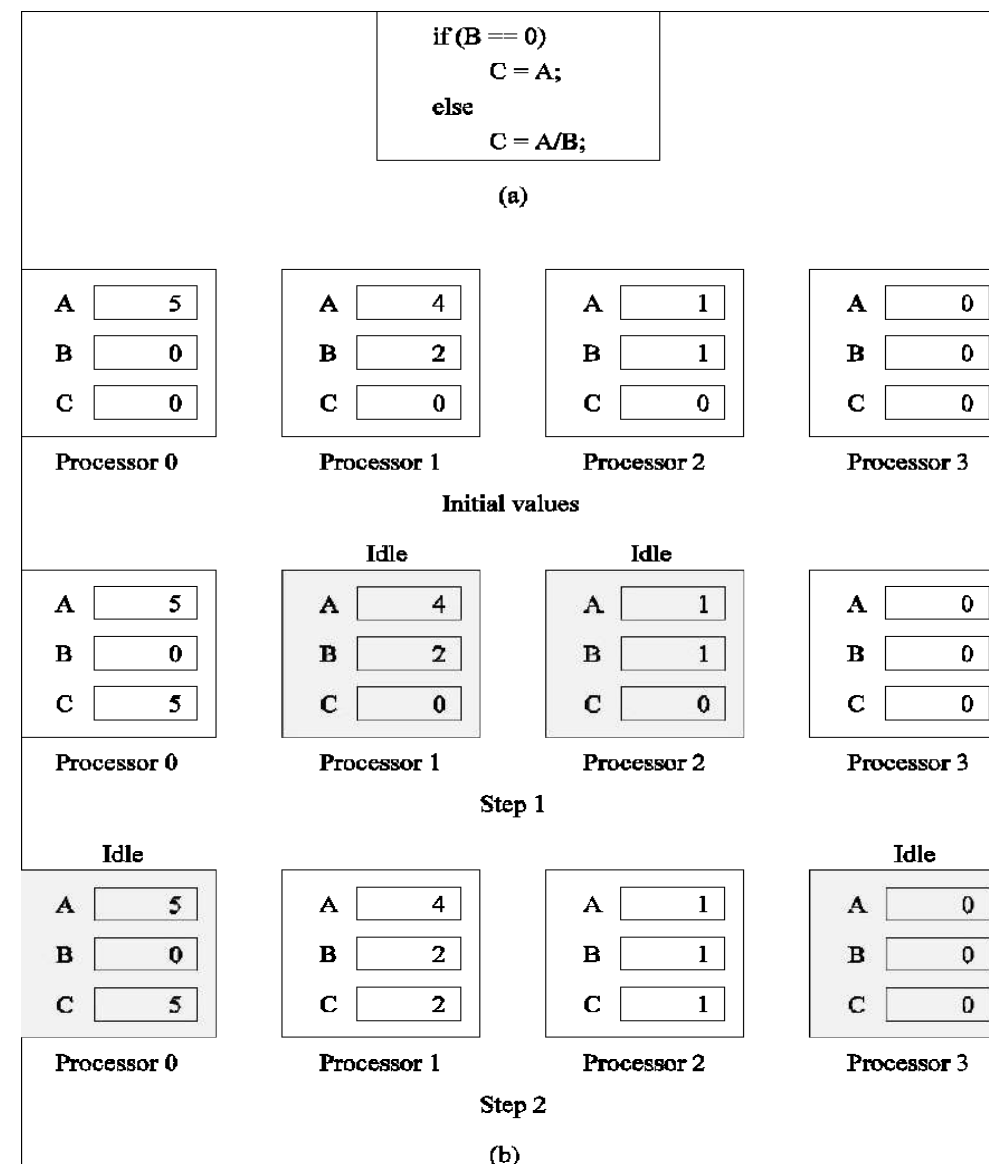 if (B == 0)
C = A;
else
C = A/B;
(a)
A 5 A 4 A 1 A 0
B 0 B 2 B 1 B 0
C 0 C 0 C 0 C 0
Processor 0 Processor 1 Processor 2 Processor 3
Initial values
Idle Idle
A 5 A 4 A 1 A 0
B 0 B 2 B 1 B 0
C 5 C 0 C 0 C 0
Processor 0 Processor 1 Processor 2 Processor 3
Step 1
Idle Idle
A 5 A 4 A 1 A 0
B 0 B 2 B 1 B 0
C 5 C 2 C 1 C 0
Processor 0 Processor 1 Processor 2 Processor 3
Step 2
(b)